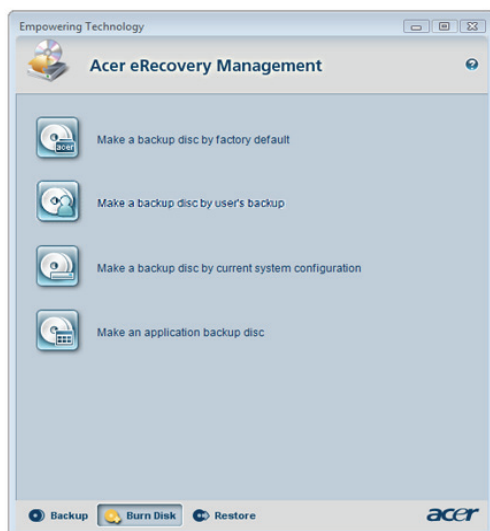 Empowering Technology
Acer eRecovery Management
acer
Make a backup disc by factory default
Make a backup disc by user's backup
Make a backup disc by current system configuration
Make an application backup disc
Backup Burn Disk Restore acer